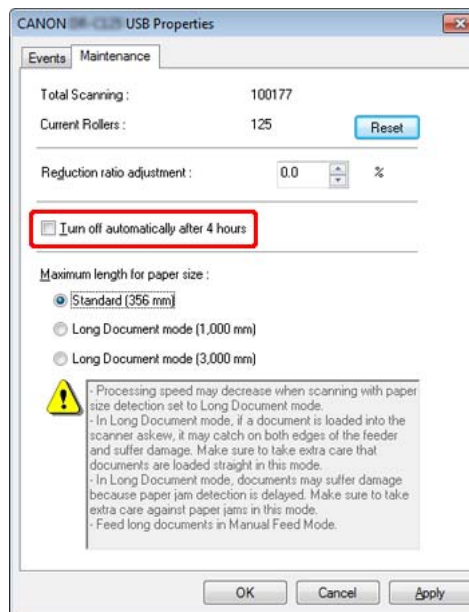 CANON USB Properties
Events Maintenance
Total Scanning : 100177
Current Rollers : 125 Reset
Reduction ratio adjustment : 0.0 %
Turn off automatically after 4 hours
Maximum length for paper size :
Standard (356 mm)
Long Document mode (1,000 mm)
Long Document mode (3,000 mm)
- Processing speed may decrease when scanning with paper
size detection set to Long Document mode.
- In Long Document mode, if a document is loaded into the
scanner askew, it may catch on both edges of the feeder
and suffer damage. Make sure to take extra care that
documents are loaded straight in this mode.
- In Long Document mode, documents may suffer damage
because paper jam detection is delayed. Make sure to take
extra care against paper jams in this mode.
- Feed long documents in Manual Feed Mode.
OK Cancel Apply